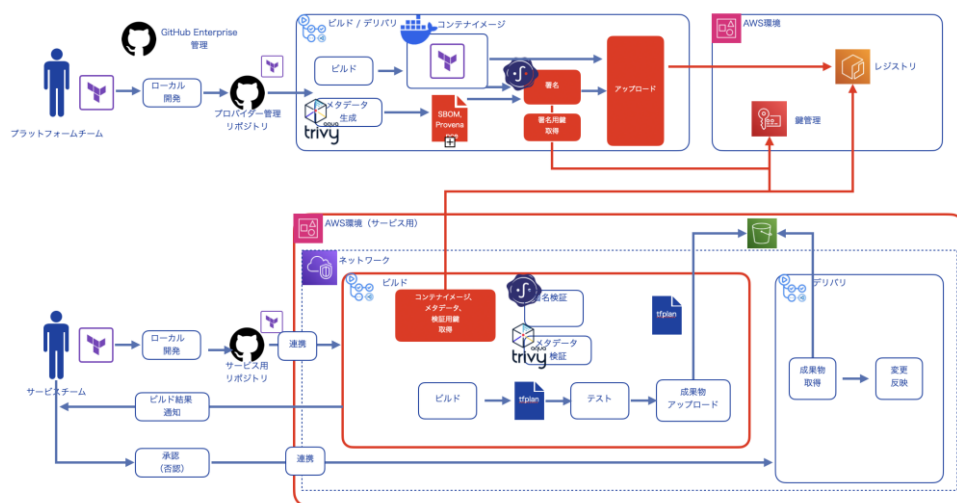 GitHub Enterprise
管理
プラットフォームチーム
ローカル
開発
プロバイダー管理
リポジトリ
ビルド / デリバリ
コンテナイメージ
ビルド
メタデータ
生成
aqua
trivy
SBOM,
Provena
署名
署名用鍵
取得
アップロード
AWS環境
レジストリ
鍵管理
AWS環境（サービス用）
ネットワーク
ビルド
コンテナイメージ、
メタデータ、
検証用鍵
取得
署名検証
aqua
trivy
メタデータ
検証
tfplan
デリバリ
サービスチーム
ローカル
開発
サービス用
リポジトリ
連携
ビルド結果
通知
ビルド
tfplan
テスト
成果物
アップロード
成果物
取得
変更
反映
承認
（否認）
連携